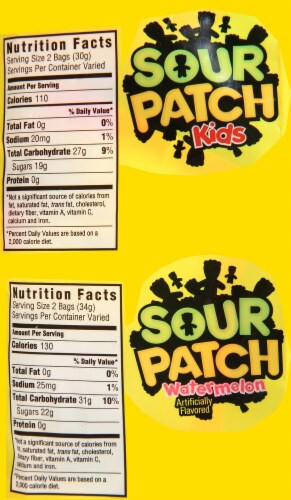 Nutrition Facts
Serving Size 2 Bags (30g)
Servings Per Container Varied
Amount Per Serving
Calories 110
% Daily Value*
Total Fat 0g 0%
Sodium 20mg 1%
Total Carbohydrate 27g 9%
Sugars 19g
Protein 0g
*Not a significant source of calories from
fat, saturated fat, trans fat, cholesterol,
dietary fiber, vitamin A, vitamin C,
calcium and iron.
*Percent Daily Values are based on a
2,000 calorie diet.
SOUR
PATCH
Kids
Nutrition Facts
Serving Size 2 Bags (34g)
Servings Per Container Varied
Amount Per Serving
Calories 130
% Daily Value*
Total Fat 0g 0%
Sodium 25mg 1%
Total Carbohydrate 31g 10%
Sugars 22g
Protein 0g
*Not a significant source of calories from
fat, saturated fat, trans fat, cholesterol,
dietary fiber, vitamin A, vitamin C,
calcium and iron.
*Percent Daily Values are based on a
2,000 calorie diet.
SOUR
PATCH
Watermelon
Artificially
Flavored